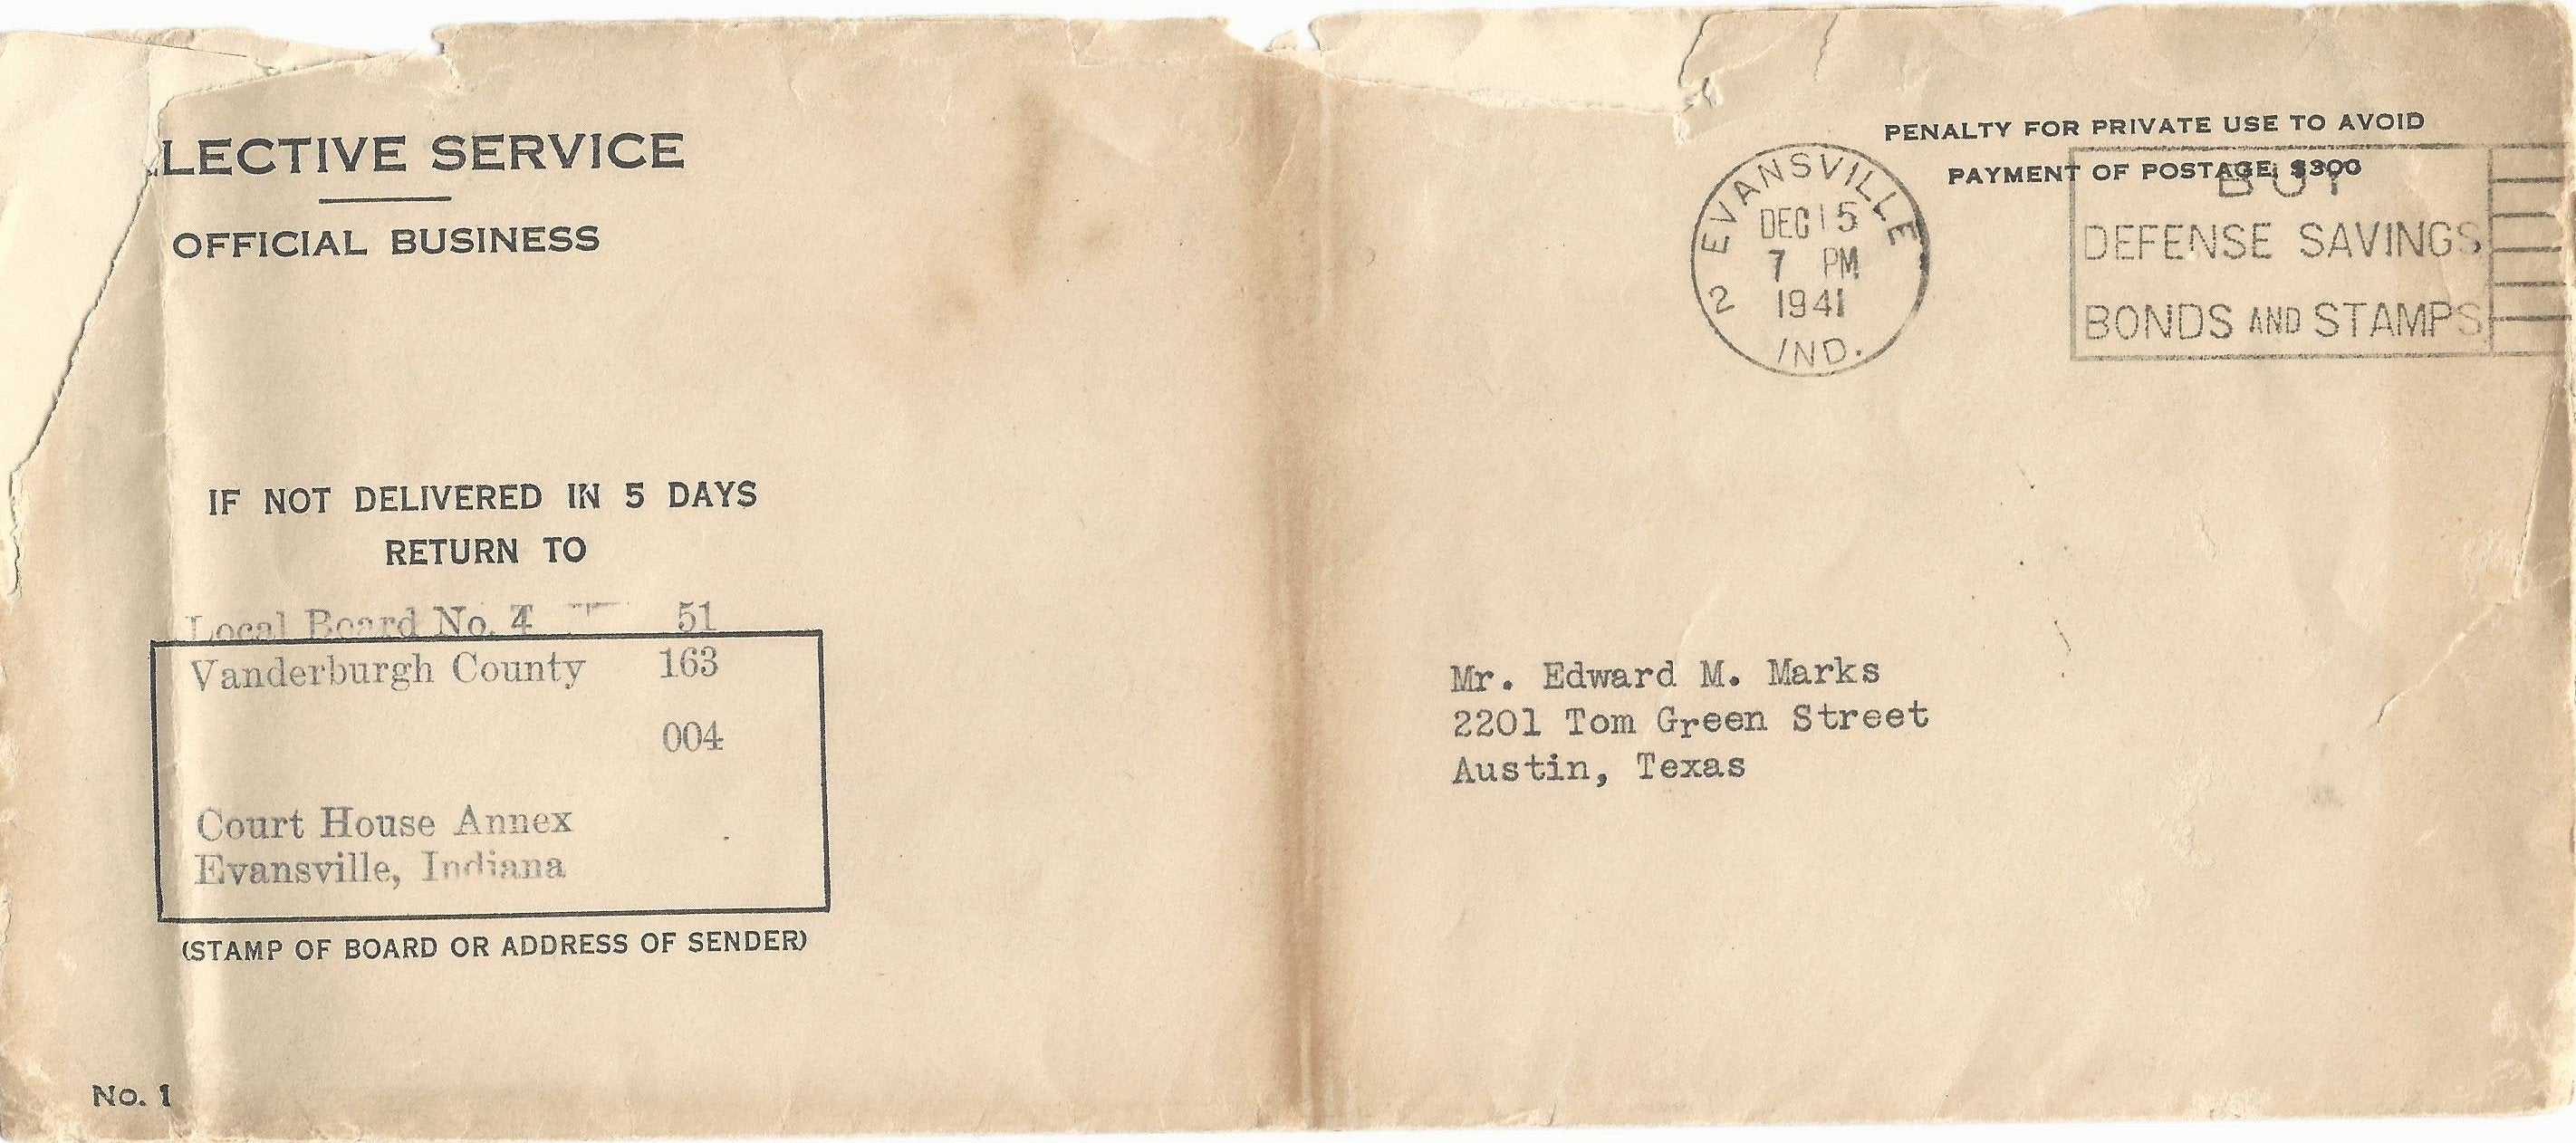 LECTIVE SERVICE
OFFICIAL BUSINESS
PENALTY FOR PRIVATE USE TO AVOID
PAYMENT OF POSTAGE, $300
EVANSVILLE
DEC 15
7 PM
1941
2
IND.
BUY
DEFENSE SAVINGS
BONDS AND STAMPS
IF NOT DELIVERED IN 5 DAYS
RETURN TO
Local Board No. 4 51
Vanderburgh County 163
004
Court House Annex
Evansville, Indiana
(STAMP OF BOARD OR ADDRESS OF SENDER)
Mr. Edward M. Marks
2201 Tom Green Street
Austin, Texas
No. 1